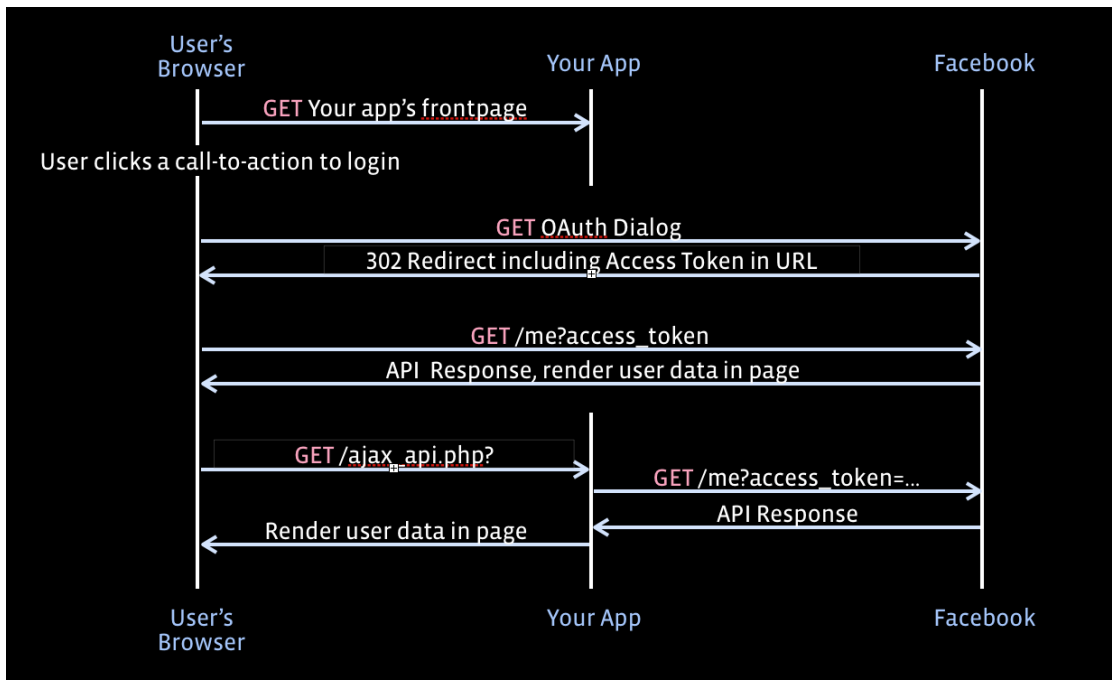 User’s
Browser
Your App
Facebook
GET Your app’s frontpage
User clicks a call-to-action to login
GET OAuth Dialog
302 Redirect including Access Token in URL
GET /me?access_token
API  Response, render user data in page
GET /ajax_api.php?
GET /me?access_token=...
API Response
Render user data in page
User’s
Browser
Your App
Facebook